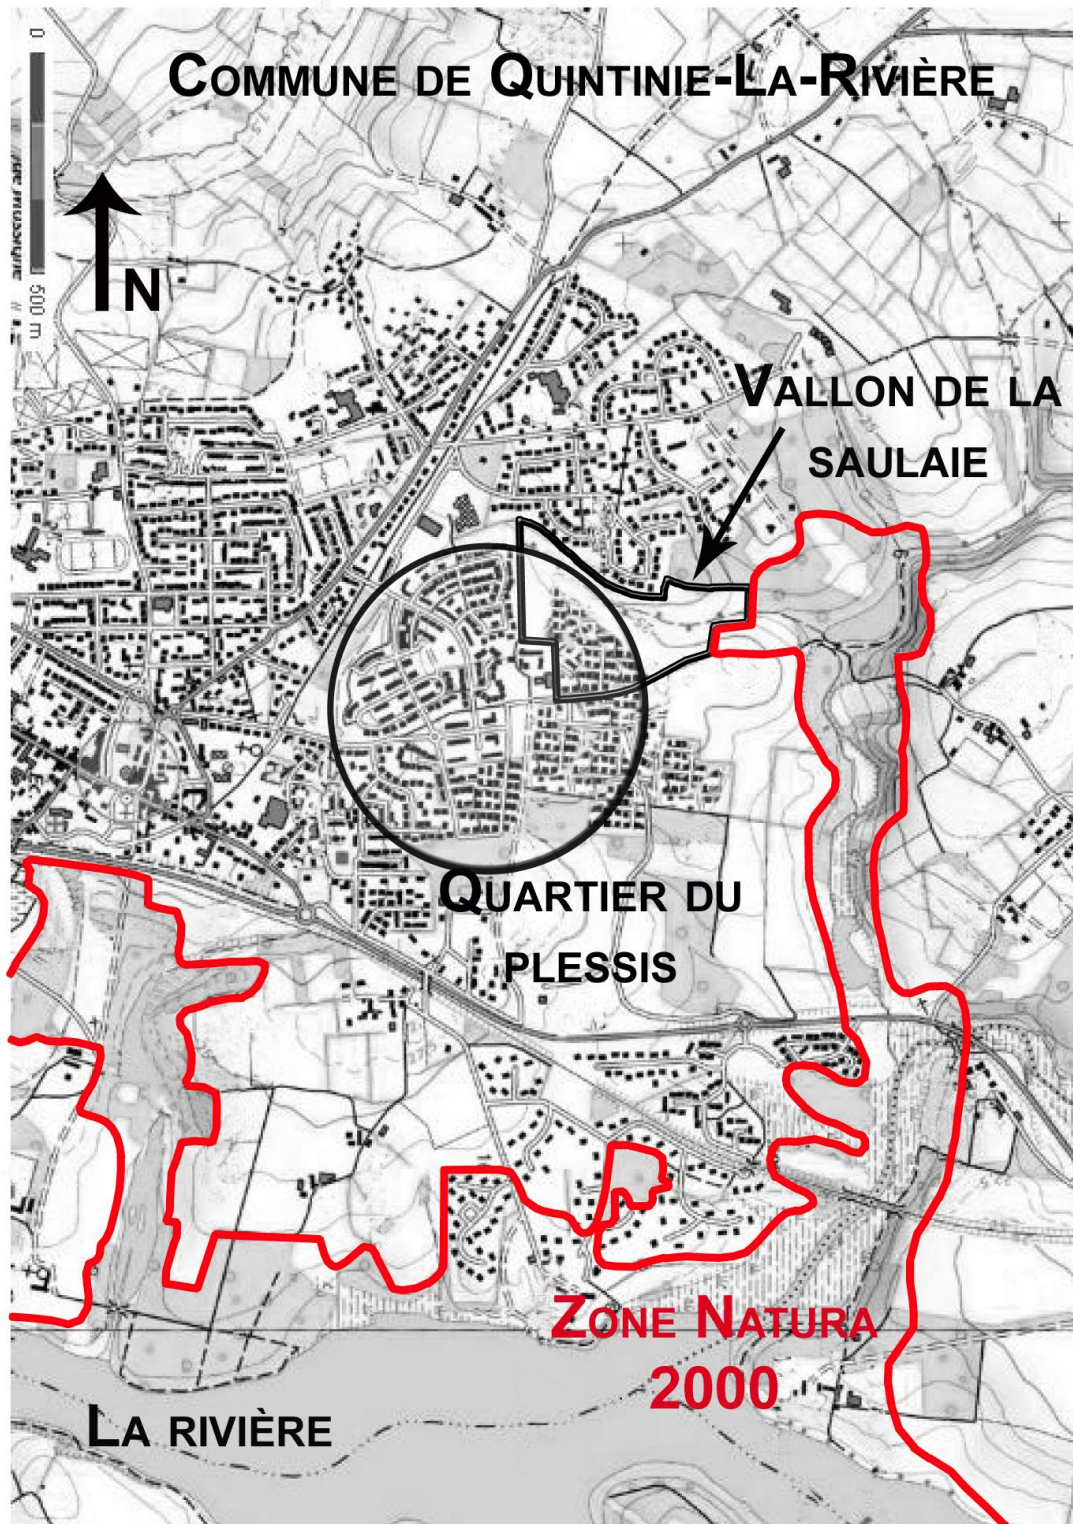 COMMUNE DE QUINTINIE-LA-RIVIÈRE
0
500 m
N
VALLON DE LA
SAULAIE
QUARTIER DU
PLESSIS
ZONE NATURA
2000
LA RIVIÈRE